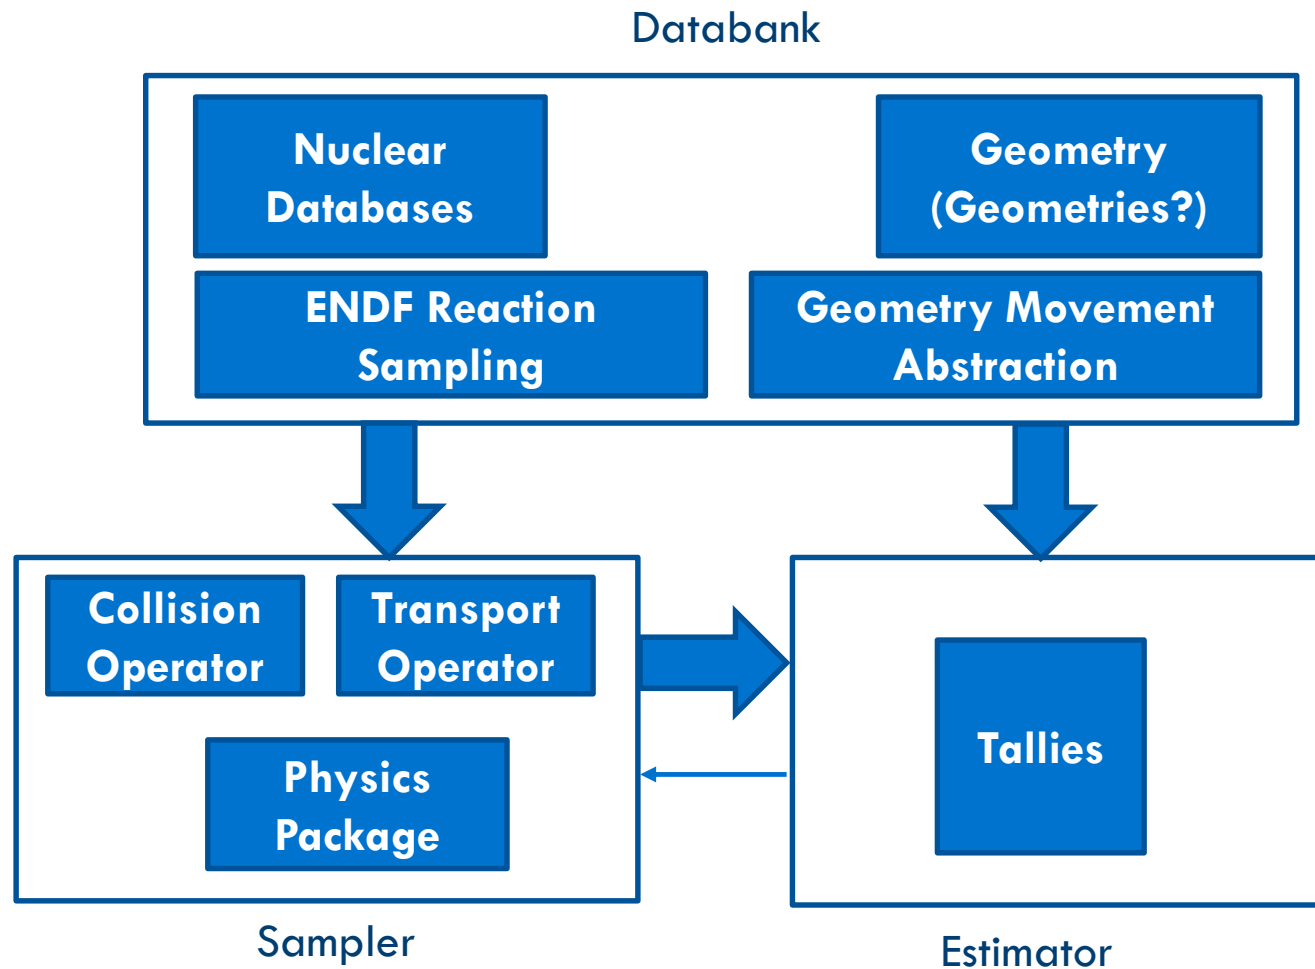 Databank
Nuclear
Databases
Geometry
(Geometries?)
ENDF Reaction
Sampling
Geometry Movement
Abstraction
Collision
Operator
Transport
Operator
Physics
Package
Tallies
Sampler
Estimator